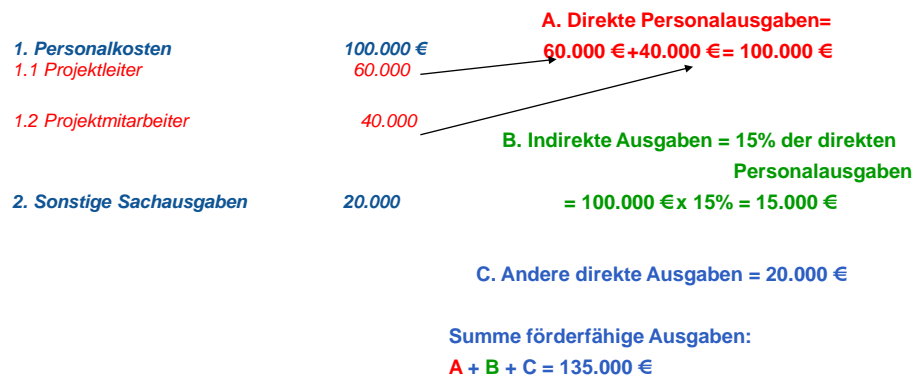 A. Direkte Personalausgaben=
1. Personalkosten 100.000 € 60.000 €+40.000 €= 100.000 €
1.1 Projektleiter 60.000
1.2 Projektmitarbeiter 40.000
B. Indirekte Ausgaben = 15% der direkten
Personalausgaben
2. Sonstige Sachausgaben 20.000 = 100.000 €x 15% = 15.000 €
C. Andere direkte Ausgaben = 20.000 €
Summe förderfähige Ausgaben:
A + B + C = 135.000 €